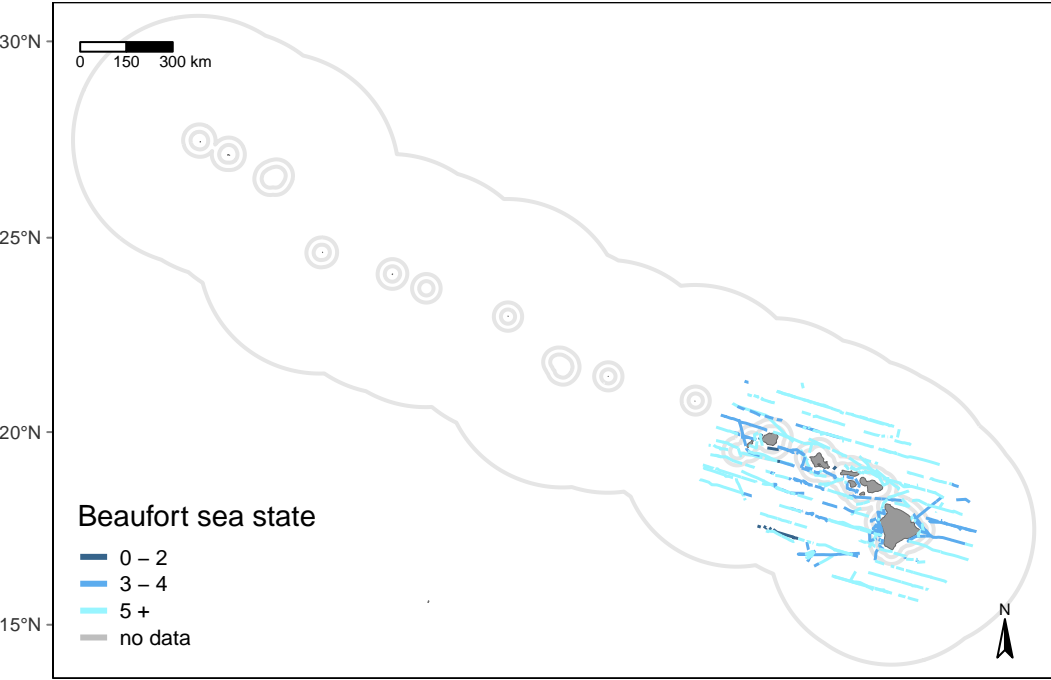 30°N
0 150 300 km
25°N
20°N
Beaufort sea state
0 – 2
3 – 4
5 +
no data
15°N
N